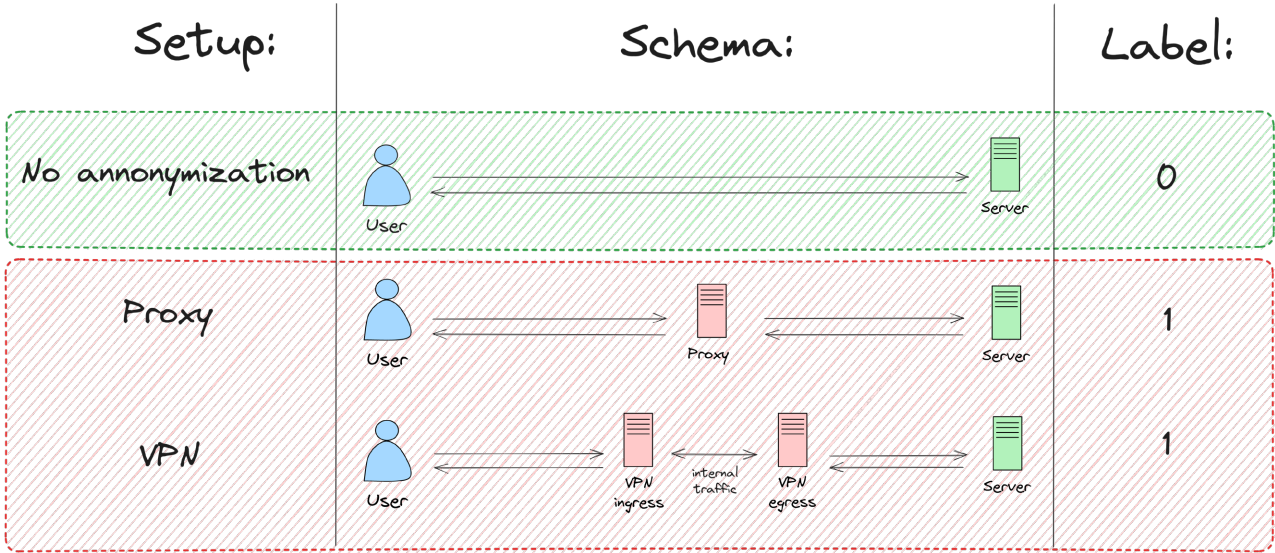 Setup:
Schema:
Label:
No annonymization
User
Server
0
Proxy
User
Proxy
Server
1
VPN
User
VPN
ingress
internal
traffic
VPN
egress
Server
1